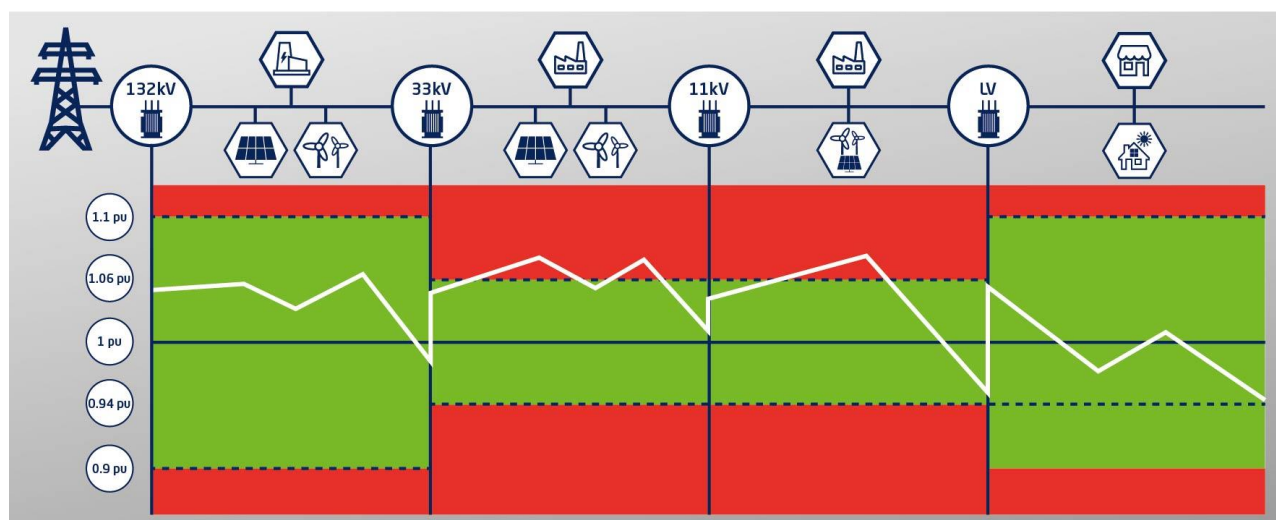 132kV
33kV
11kV
LV
1.1 pu
1.06 pu
1 pu
0.94 pu
0.9 pu